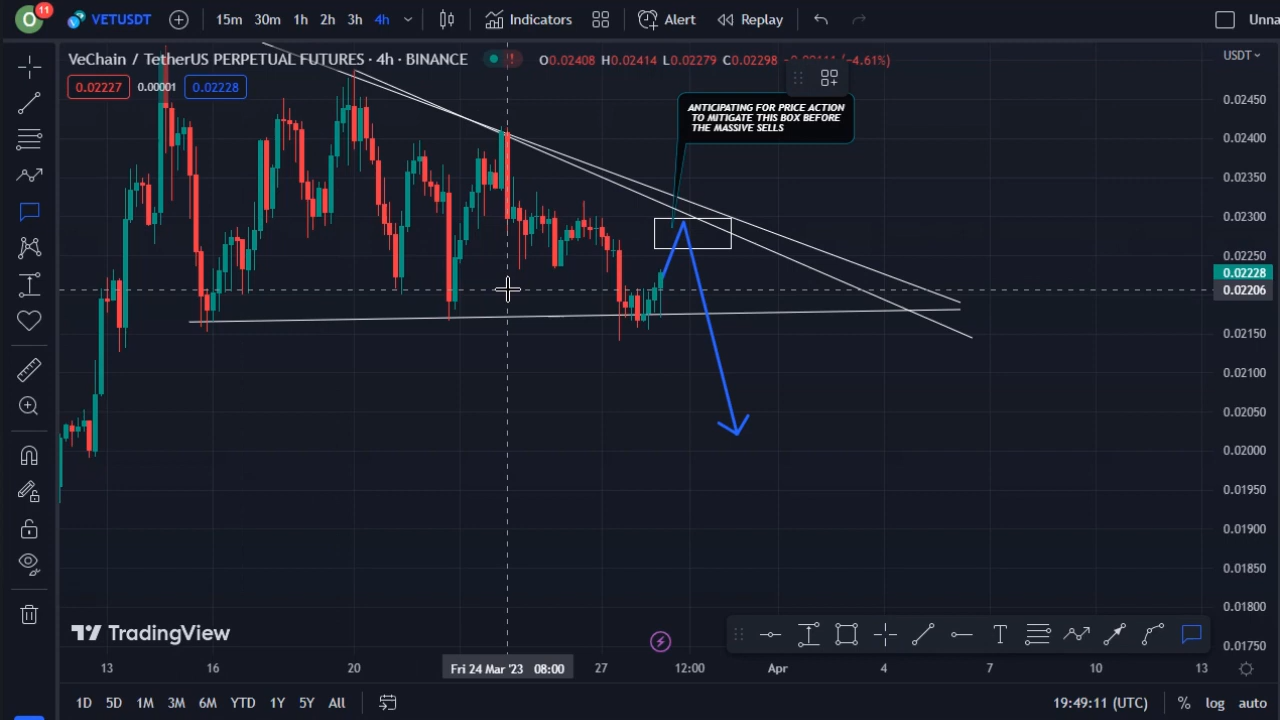 O
11
VETUSDT
15m 30m 1h 2h 3h 4h
Indicators
Alert
Replay
Unna
VeChain / TetherUS PERPETUAL FUTURES · 4h · BINANCE
O0.02408 H0.02414 L0.02279 C0.02298 (−4.61%)
USDT
0.02227 0.00001 0.02228
ANTICIPATING FOR PRICE ACTION
TO MITIGATE THIS BOX BEFORE
THE MASSIVE SELLS
0.02450
0.02400
0.02350
0.02300
0.02250
0.02228
0.02206
0.02150
0.02100
0.02050
0.02000
0.01950
0.01900
0.01850
0.01800
0.01750
TradingView
13 16 20 Fri 24 Mar '23 08:00 27 12:00 Apr 4 7 10 13
1D 5D 1M 3M 6M YTD 1Y 5Y All
19:49:11 (UTC) % log auto